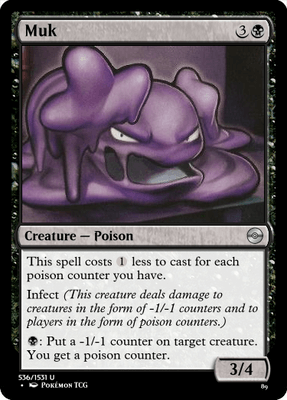 Muk 3
Creature — Poison
This spell costs 1 less to cast for each
poison counter you have.
Infect (This creature deals damage to
creatures in the form of -1/-1 counters and to
players in the form of poison counters.)
: Put a -1/-1 counter on target creature.
You get a poison counter.
3/4
536/1531 U
• Pokémon TCG